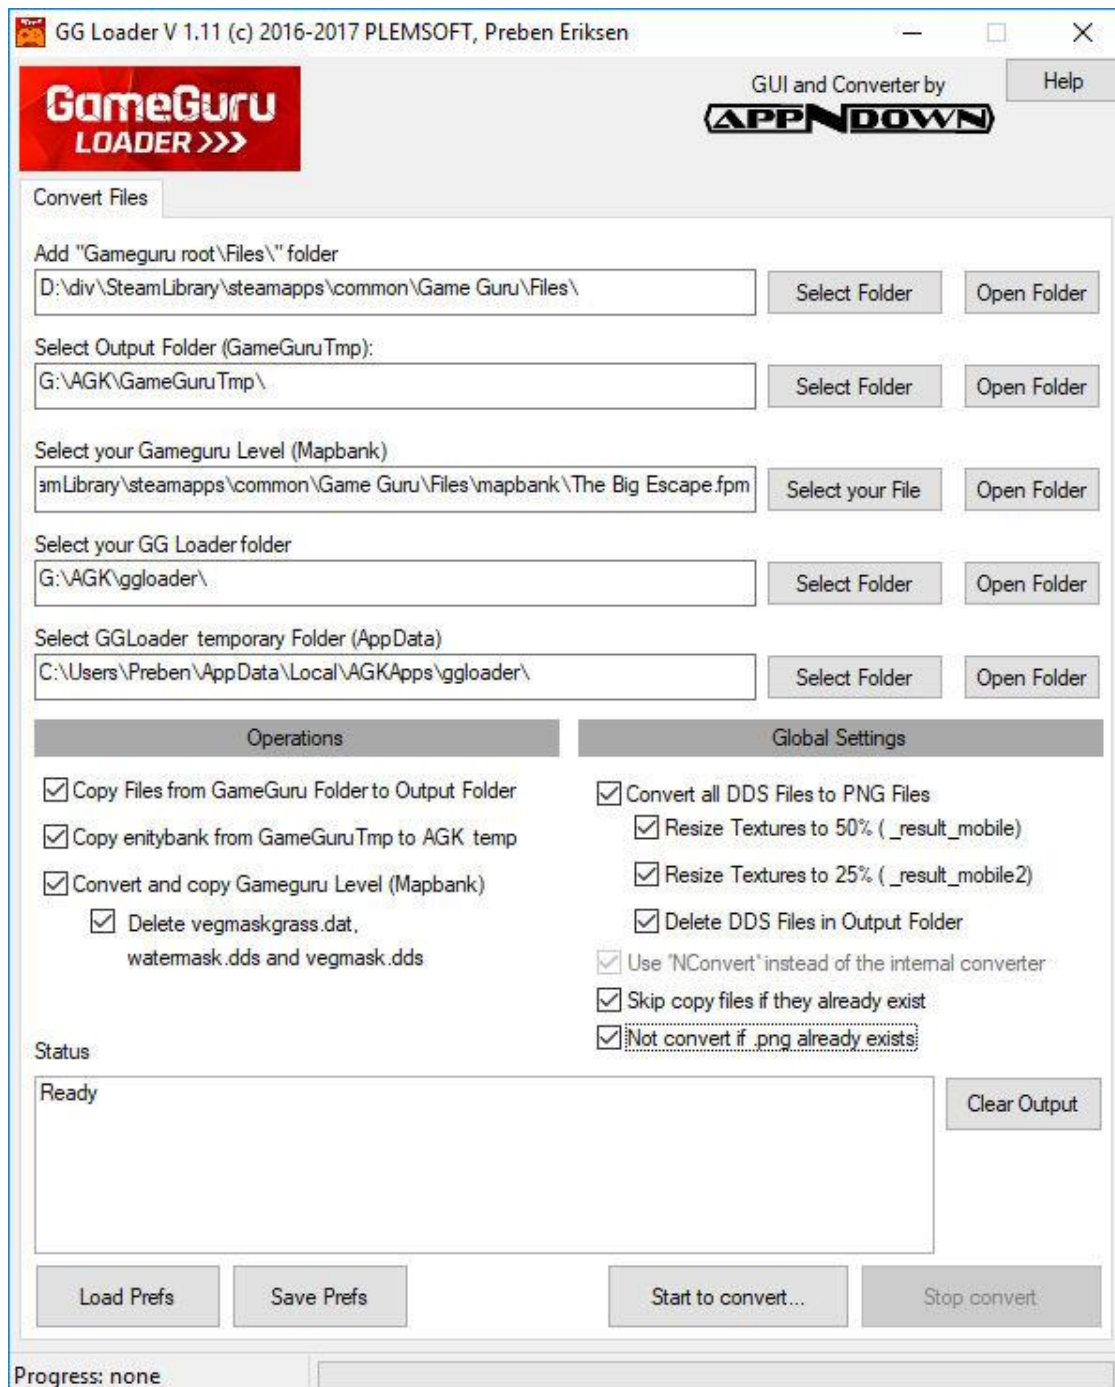 GG Loader V 1.11 (c) 2016-2017 PLEMSOFT, Preben Eriksen
GameGuru
LOADER >>>
GUI and Converter by
APPNDOWN
Help
Convert Files
Add "Gameguru root\Files\" folder
D:\div\SteamLibrary\steamapps\common\Game Guru\Files\
Select Folder
Open Folder
Select Output Folder (GameGuruTmp):
G:\AGK\GameGuruTmp\
Select Folder
Open Folder
Select your Gameguru Level (Mapbank)
amLibrary\steamapps\common\Game Guru\Files\mapbank\The Big Escape.fpm
Select your File
Open Folder
Select your GG Loader folder
G:\AGK\ggloader\
Select Folder
Open Folder
Select GGLoader temporary Folder (AppData)
C:\Users\Preben\AppData\Local\AGKApps\ggloader\
Select Folder
Open Folder
Operations
Copy Files from GameGuru Folder to Output Folder
Copy enitybank from GameGuruTmp to AGK temp
Convert and copy Gameguru Level (Mapbank)
Delete vegmaskgrass.dat,
watermask.dds and vegmask.dds
Global Settings
Convert all DDS Files to PNG Files
Resize Textures to 50% ( _result_mobile)
Resize Textures to 25% ( _result_mobile2)
Delete DDS Files in Output Folder
Use "NConvert" instead of the internal converter
Skip copy files if they already exist
Not convert if .png already exists
Status
Ready
Clear Output
Load Prefs
Save Prefs
Start to convert...
Stop convert
Progress: none